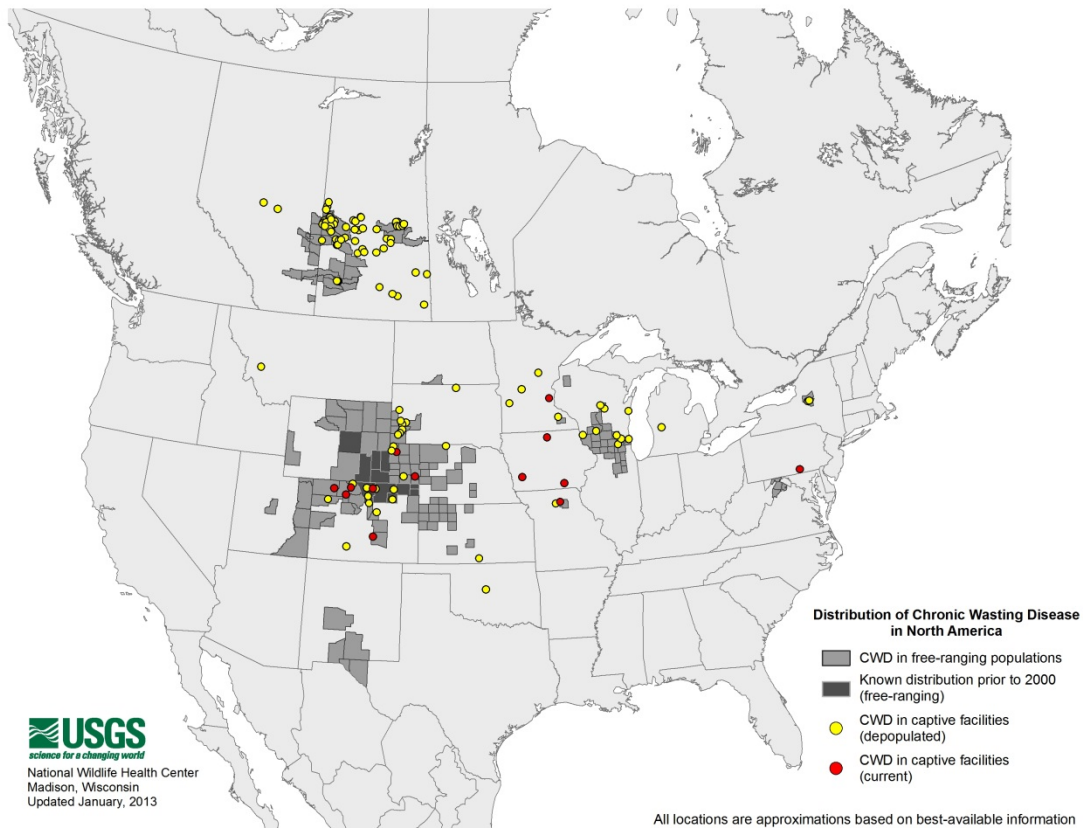 Distribution of Chronic Wasting Disease
in North America
CWD in free-ranging populations
Known distribution prior to 2000
(free-ranging)
CWD in captive facilities
(depopulated)
CWD in captive facilities
(current)
USGS
science for a changing world
National Wildlife Health Center
Madison, Wisconsin
Updated January, 2013
All locations are approximations based on best-available information